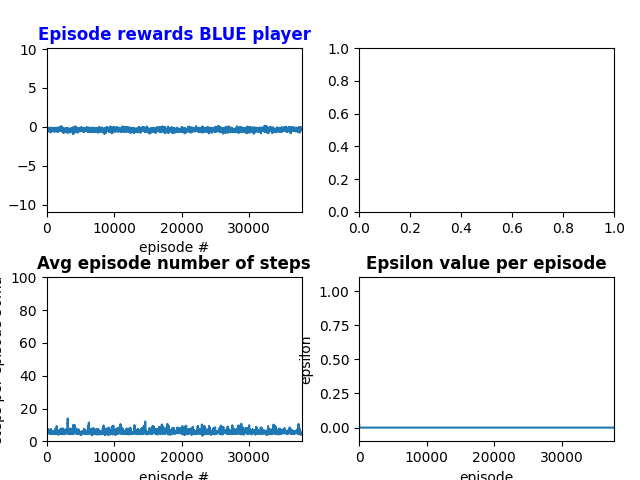 Episode rewards BLUE player
10
5
0
−5
−10
0 10000 20000 30000
episode #
1.0
0.8
0.6
0.4
0.2
0.0
0.0 0.2 0.4 0.6 0.8 1.0
Avg episode number of steps
100
80
60
40
20
0
0 10000 20000 30000
episode #
Epsilon value per episode
epsilon
1.00
0.75
0.50
0.25
0.00
0 10000 20000 30000
episode